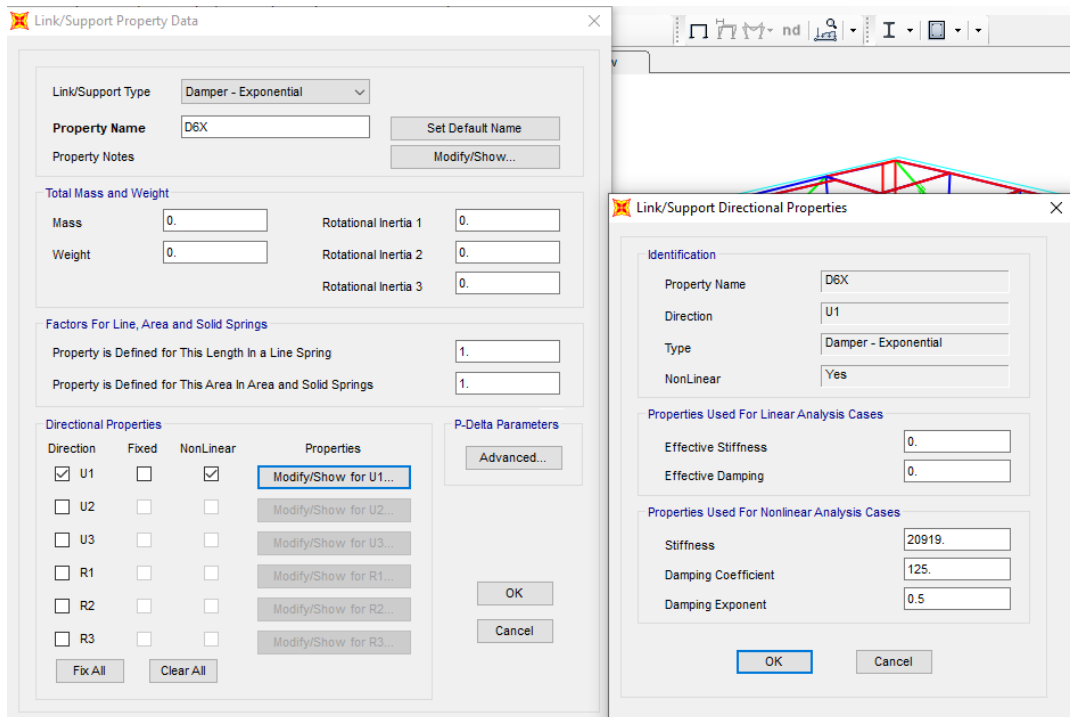 Link/Support Property Data
nd
Link/Support Type Damper - Exponential
Property Name D6X Set Default Name
Property Notes Modify/Show...
Total Mass and Weight
Mass 0. Rotational Inertia 1 0.
Weight 0. Rotational Inertia 2 0.
Rotational Inertia 3 0.
Factors For Line, Area and Solid Springs
Property is Defined for This Length In a Line Spring 1.
Property is Defined for This Area In Area and Solid Springs 1.
Directional Properties
Direction Fixed NonLinear Properties
U1 Modify/Show for U1...
U2 Modify/Show for U2...
U3 Modify/Show for U3...
R1 Modify/Show for R1...
R2 Modify/Show for R2...
R3 Modify/Show for R3...
Fix All Clear All
P-Delta Parameters
Advanced...
OK
Cancel
Link/Support Directional Properties
Identification
Property Name D6X
Direction U1
Type Damper - Exponential
NonLinear Yes
Properties Used For Linear Analysis Cases
Effective Stiffness 0.
Effective Damping 0.
Properties Used For Nonlinear Analysis Cases
Stiffness 20919.
Damping Coefficient 125.
Damping Exponent 0.5
OK Cancel